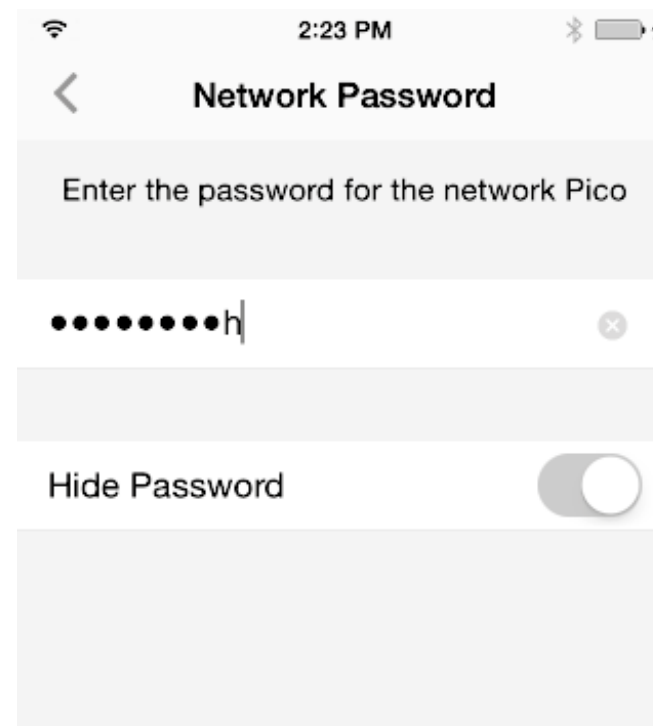 2:23 PM
Network Password
Enter the password for the network Pico
••••••••h
Hide Password